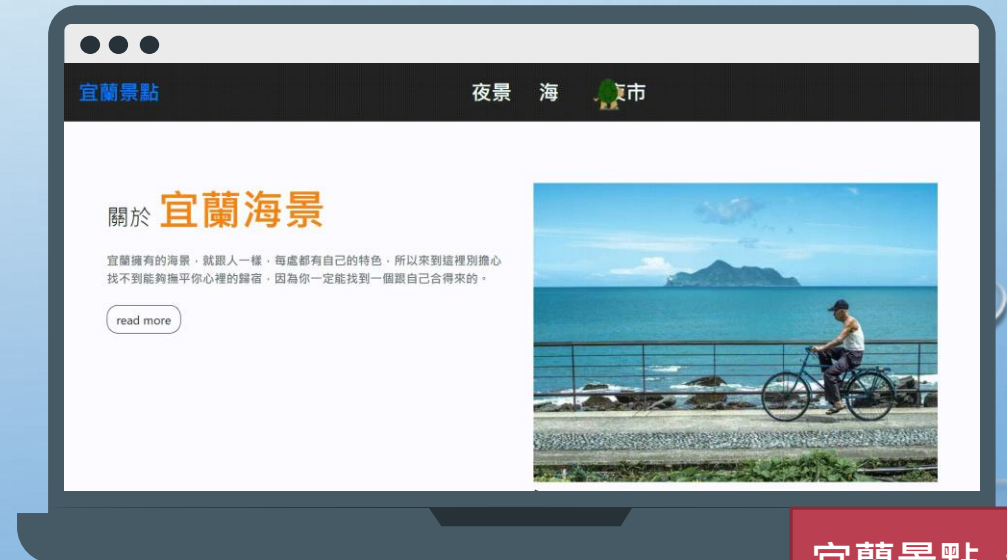 宜蘭景點
夜景 海 夜市
關於 宜蘭海景
宜蘭擁有的海景，就跟人一樣，每處都有自己的特色，所以來到這裡別擔心
找不到能夠撫平你心裡的歸宿，因為你一定能找到一個跟自己合得來的。
read more
宜蘭景點